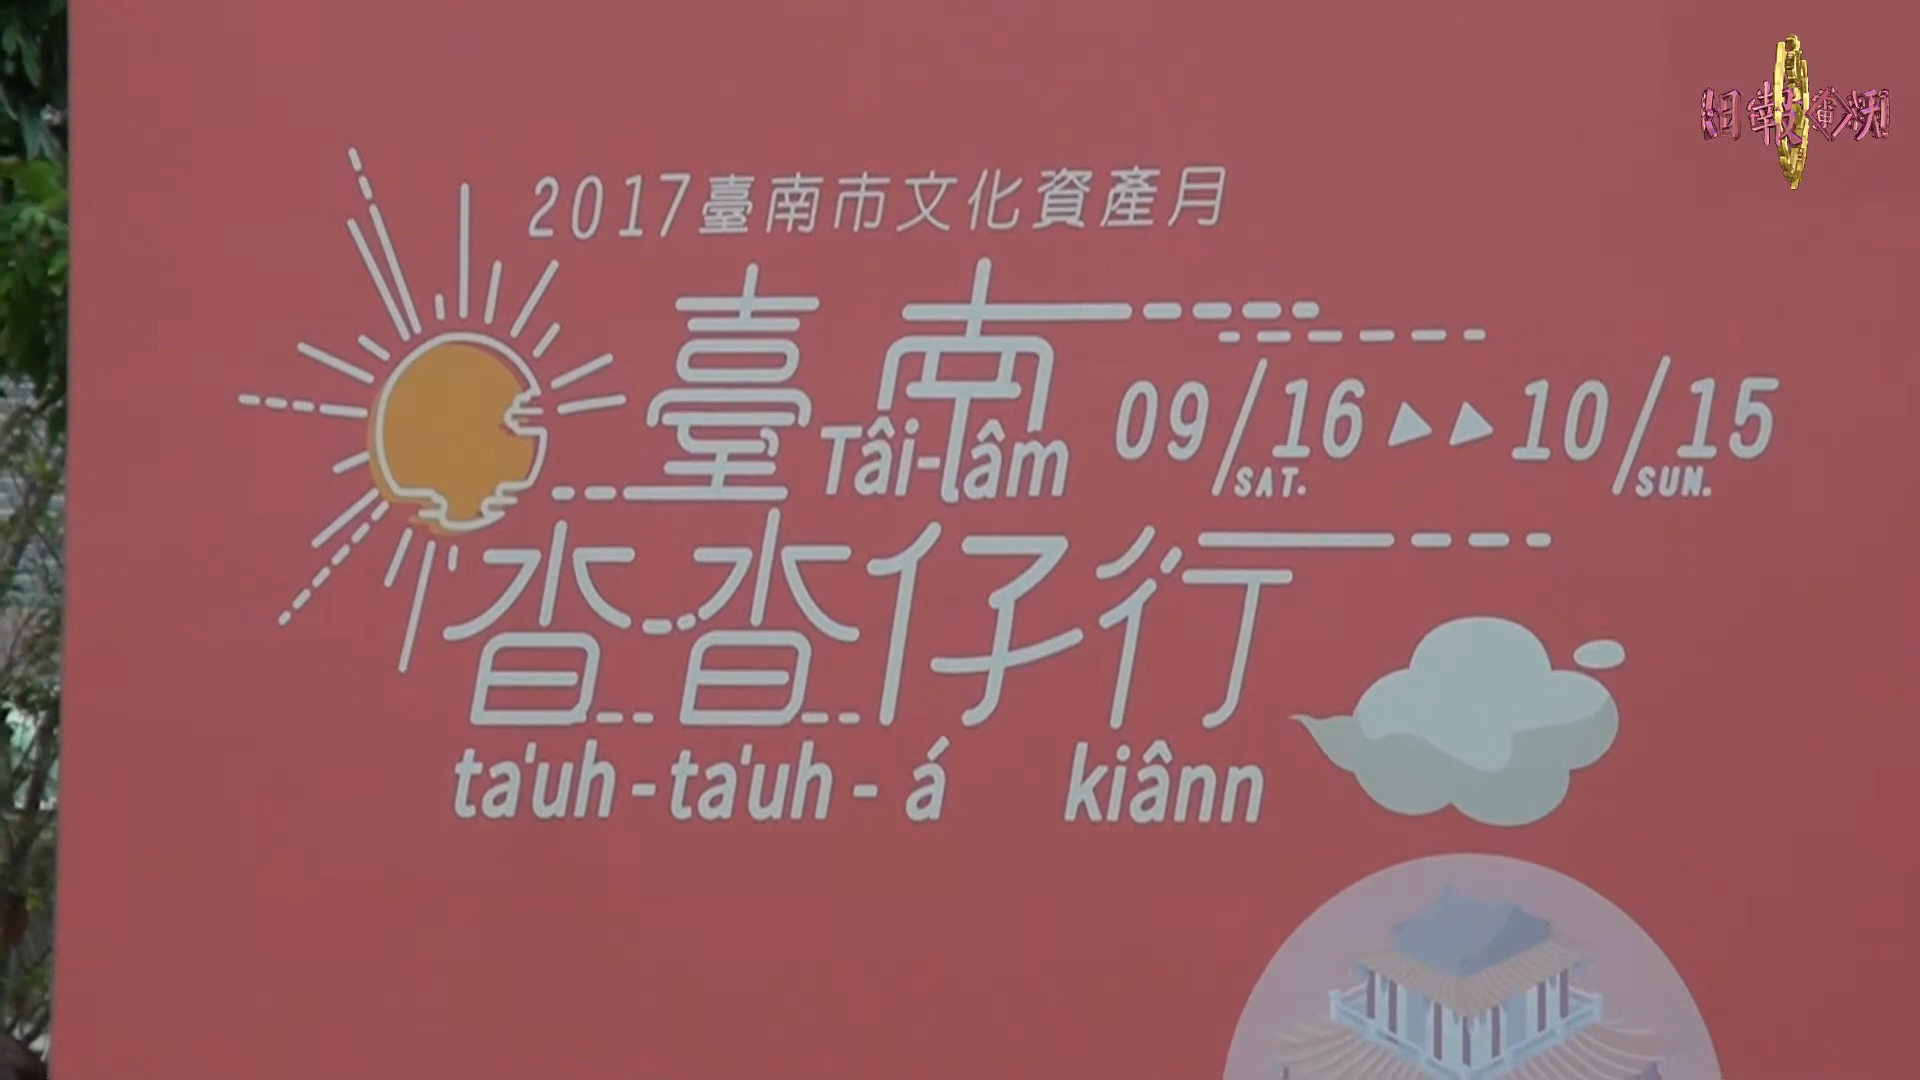 2017臺南市文化資產月
臺南
Tâi-lâm
09/16 ▸▸ 10/15
SAT. SUN.
沓沓仔行
ta̍uh-ta̍uh-á kiânn